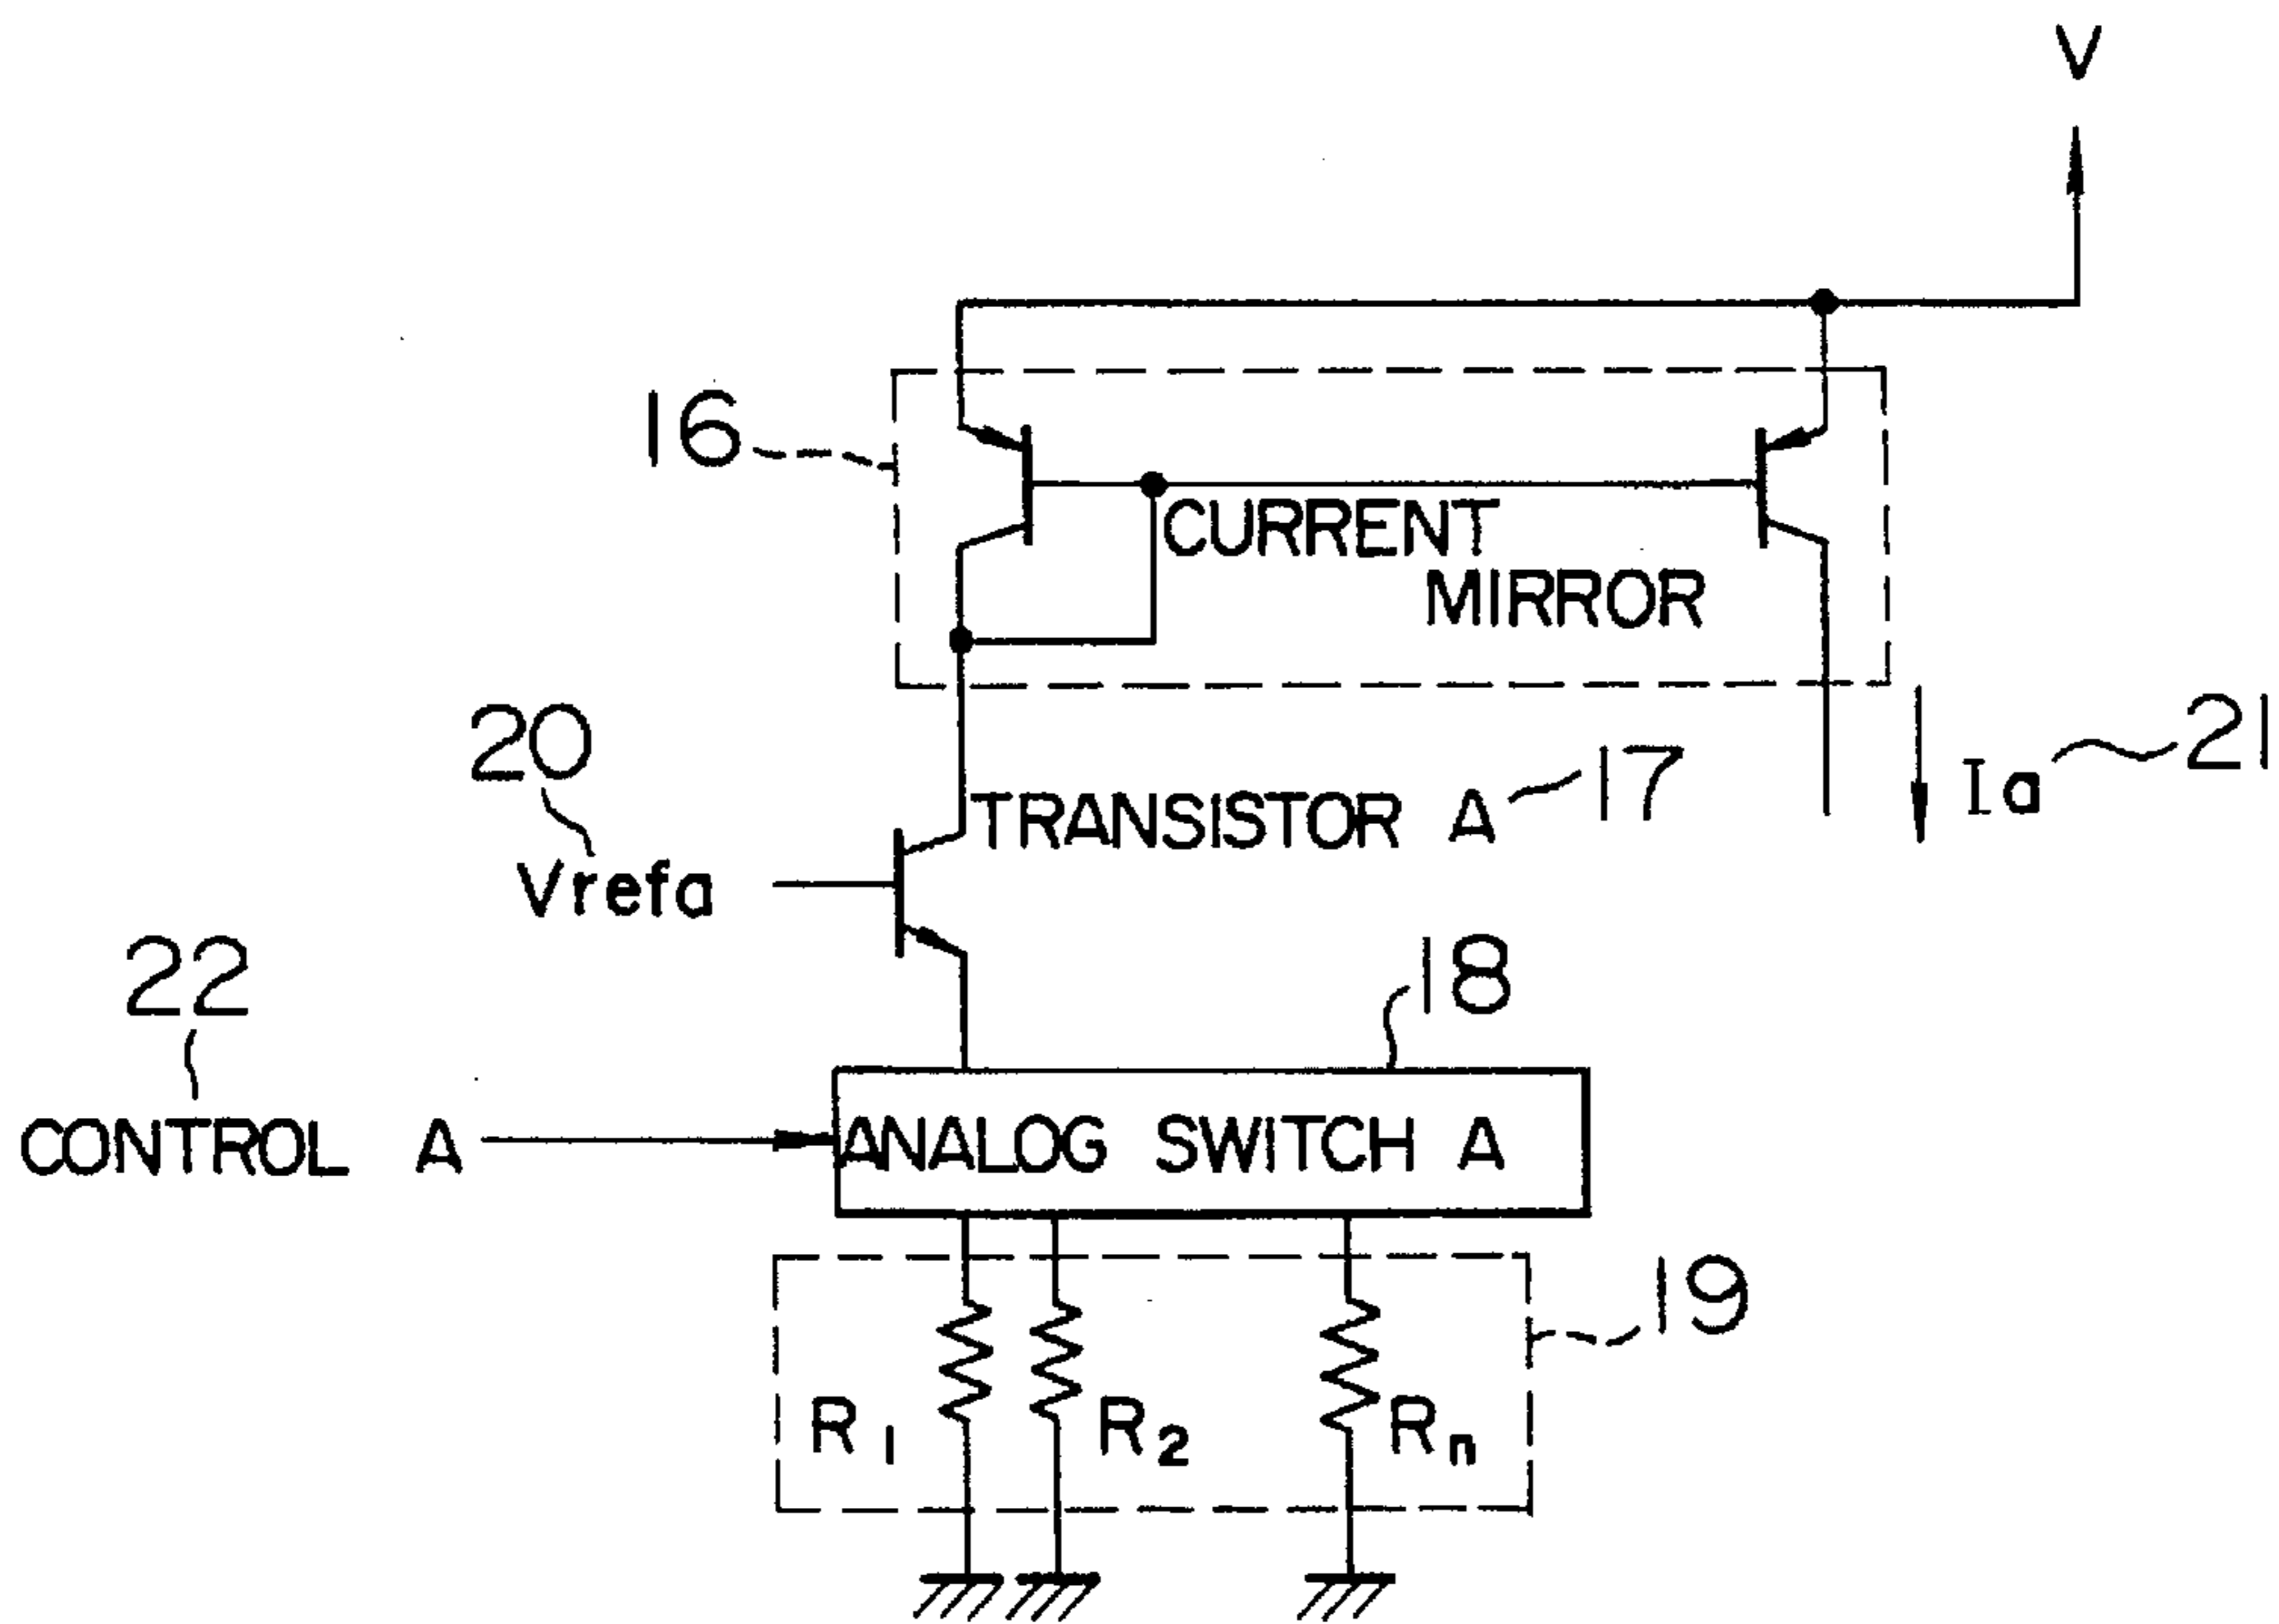 V
16
CURRENT
MIRROR
20
21
TRANSISTOR A
17
Ia
Vrefa
22
18
CONTROL A
ANALOG SWITCH A
19
R1
R2
Rn